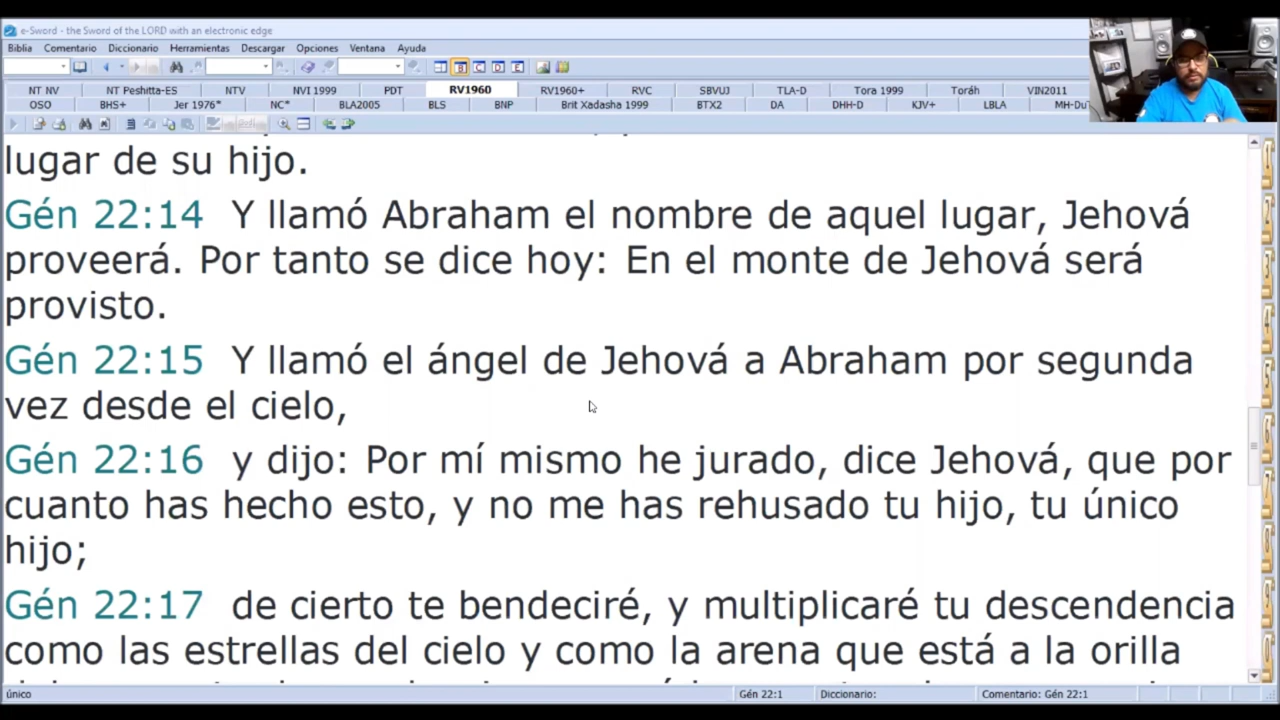 e-Sword - the Sword of the LORD with an electronic edge
Biblia Comentario Diccionario Herramientas Descargar Opciones Ventana Ayuda
NT NV NT Peshitta-ES NTV NVI 1999 PDT RV1960 RV1960+ RVC SBVUJ TLA-D Tora 1999 Toráh VIN2011
OSO BHS+ Jer 1976* NC* BLA2005 BLS BNP Brit Xadasha 1999 BTX2 DA DHH-D KJV+ LBLA
lugar de su hijo.
Gén 22:14 Y llamó Abraham el nombre de aquel lugar, Jehová
proveerá. Por tanto se dice hoy: En el monte de Jehová será
provisto.
Gén 22:15 Y llamó el ángel de Jehová a Abraham por segunda
vez desde el cielo,
Gén 22:16 y dijo: Por mí mismo he jurado, dice Jehová, que por
cuanto has hecho esto, y no me has rehusado tu hijo, tu único
hijo;
Gén 22:17 de cierto te bendeciré, y multiplicaré tu descendencia
como las estrellas del cielo y como la arena que está a la orilla
único Gén 22:1 Diccionario: Comentario: Gén 22:1